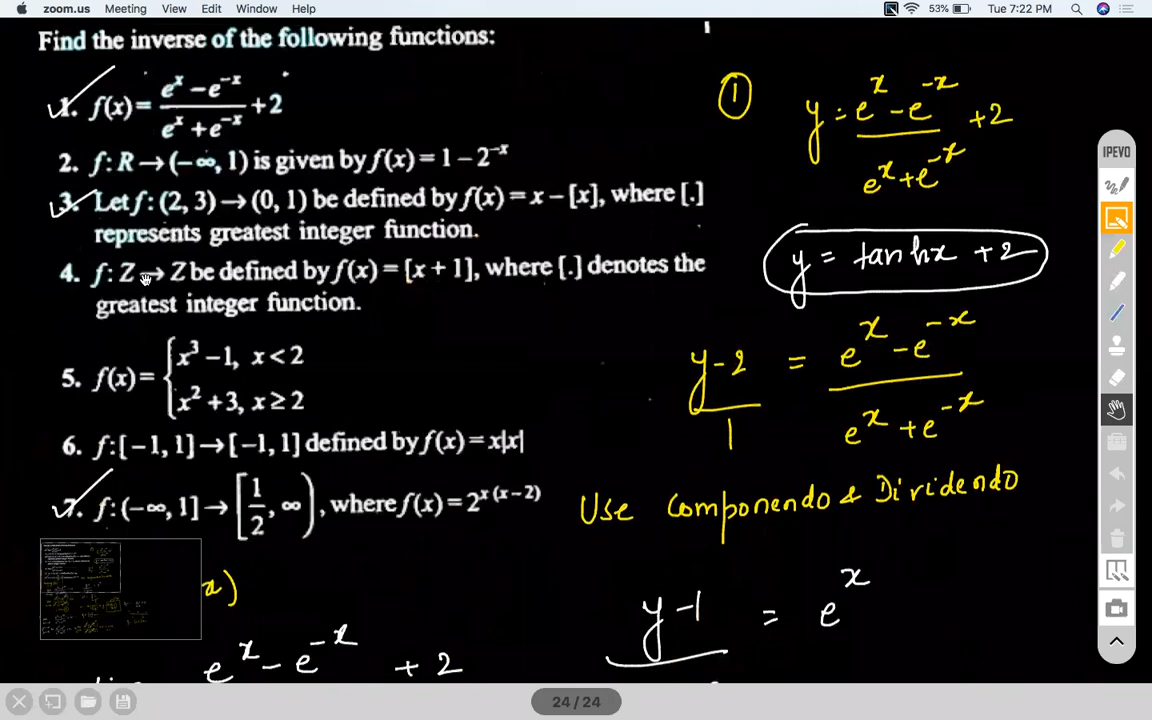 zoom.us Meeting View Edit Window Help 53% Tue 7:22 PM
Find the inverse of the following functions:
1. f(x) = (e^x − e^−x)/(e^x + e^−x) + 2
2. f: R → (−∞, 1) is given by f(x) = 1 − 2^−x
3. Let f: (2, 3) → (0, 1) be defined by f(x) = x − [x], where [.]
represents greatest integer function.
4. f: Z → Z be defined by f(x) = [x + 1], where [.] denotes the
greatest integer function.
5. f(x) = { x³ − 1, x < 2
x² + 3, x ≥ 2
6. f: [−1, 1] → [−1, 1] defined by f(x) = x|x|
7. f: (−∞, 1] → [1/2, ∞), where f(x) = 2^x(x−2)
x)
e^x − e^−x + 2
① y = (e^x − e^−x)/(e^x + e^−x) + 2
y = tanhx + 2
(y−2)/1 = (e^x − e^−x)/(e^x + e^−x)
Use Componendo & Dividendo
y−1 = e^x
IPEVO
24 / 24